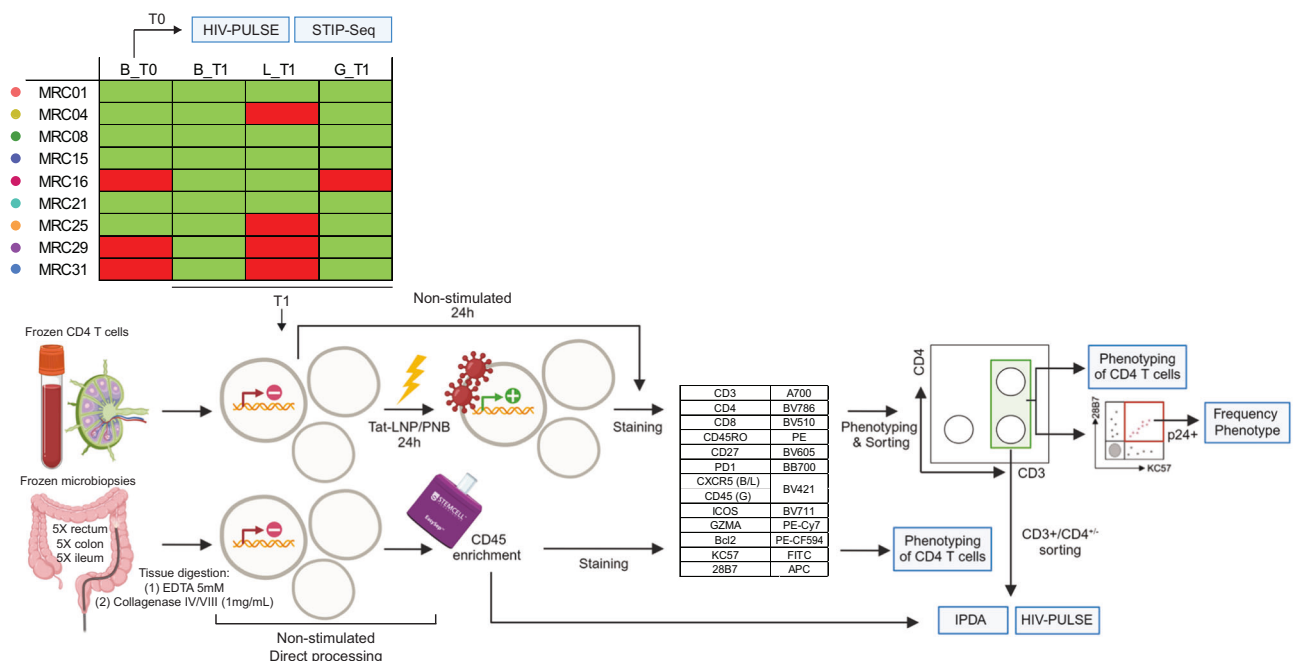 T0
HIV-PULSE
STIP-Seq
B_T0 B_T1 L_T1 G_T1
MRC01
MRC04
MRC08
MRC15
MRC16
MRC21
MRC25
MRC29
MRC31
T1
Non-stimulated
24h
Frozen CD4 T cells
Tat-LNP/PNB
24h
Staining
CD3 A700
CD4 BV786
CD8 BV510
CD45RO PE
CD27 BV605
PD1 BB700
CXCR5 (B/L) BV421
CD45 (G)
ICOS BV711
GZMA PE-Cy7
Bcl2 PE-CF594
KC57 FITC
28B7 APC
Phenotyping
& Sorting
CD4
CD3
Phenotyping
of CD4 T cells
28B7
KC57
p24+
Frequency
Phenotype
Frozen microbiopsies
5X rectum
5X colon
5X ileum
Tissue digestion:
(1) EDTA 5mM
(2) Collagenase IV/VIII (1mg/mL)
STEMCELL
EasySep™
CD45
enrichment
Staining
Phenotyping
of CD4 T cells
CD3+/CD4+/-
sorting
Non-stimulated
Direct processing
IPDA
HIV-PULSE